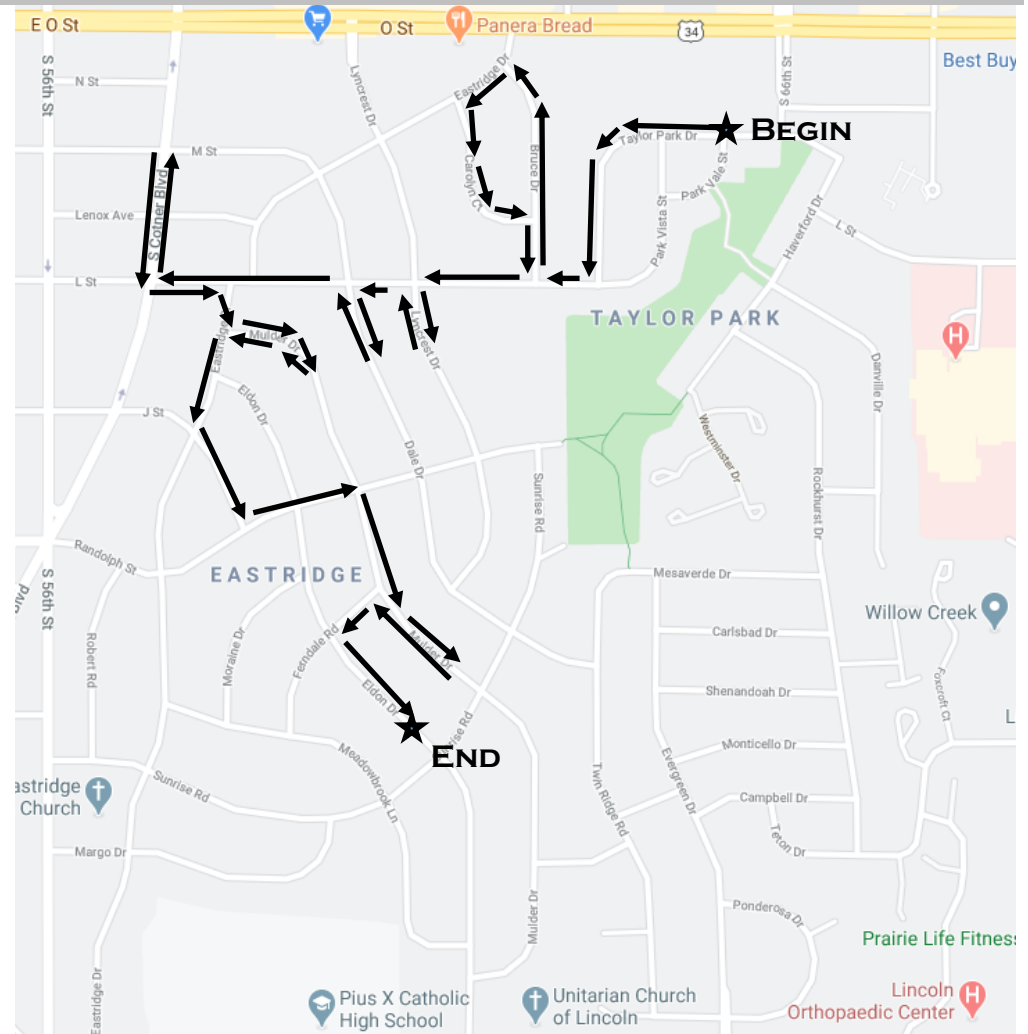 E O St
O St
Panera Bread
34
Best Buy
S 56th St
N St
Lyncrest Dr
Eastridge Dr
S 66th St
Taylor Park Dr
BEGIN
M St
S Cotner Blvd
Carolyn Ct
Bruce Dr
Park Vale St
Lenox Ave
Park Vista St
Haverford Dr
L St
L St
H
TAYLOR PARK
Mulder Dr
Eastridge
Lyncrest Dr
Danville Dr
Eldon Dr
J St
Westminster Dr
Dale Dr
Sunrise Rd
Rockhurst Dr
Randolph St
EASTRIDGE
S 56th St
Blvd
Mesaverde Dr
Willow Creek
Robert Rd
Moraine Dr
Ferndale Rd
Mulder Dr
Carlsbad Dr
Eldon Dr
Shenandoah Dr
Foxcroft Ct
L
rise Rd
END
Monticello Dr
Meadowbrook Ln
astridge
Church
Sunrise Rd
Twin Ridge Rd
Evergreen Dr
Campbell Dr
Teton Dr
Margo Dr
Mulder Dr
Ponderosa Dr
Prairie Life Fitness
Eastridge Dr
Pius X Catholic
High School
Unitarian Church
of Lincoln
Lincoln
Orthopaedic Center
H